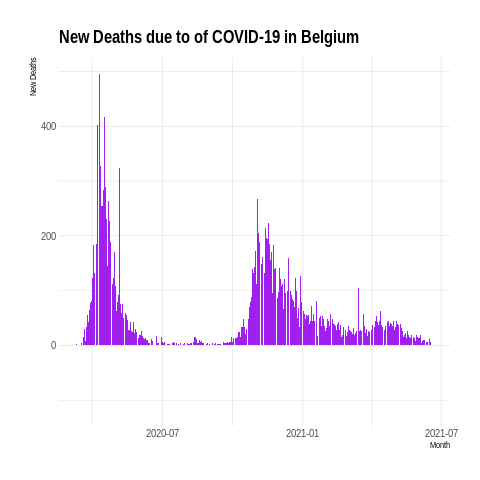 New Deaths due to of COVID-19 in Belgium
New Deaths
400
200
0
2020-07
2021-01
2021-07
Month